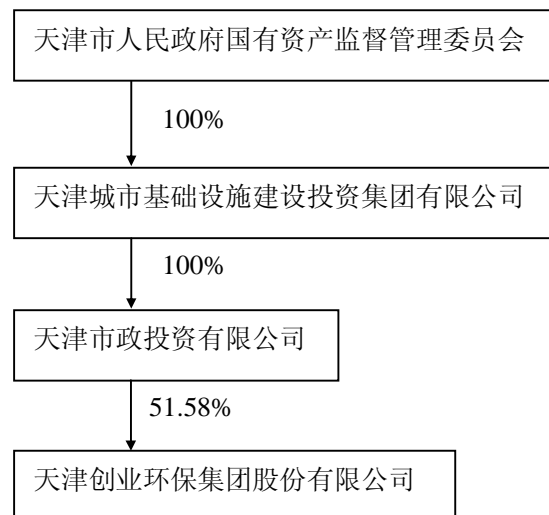 天津市人民政府国有资产监督管理委员会
100%
天津城市基础设施建设投资集团有限公司
100%
天津市政投资有限公司
51.58%
天津创业环保集团股份有限公司